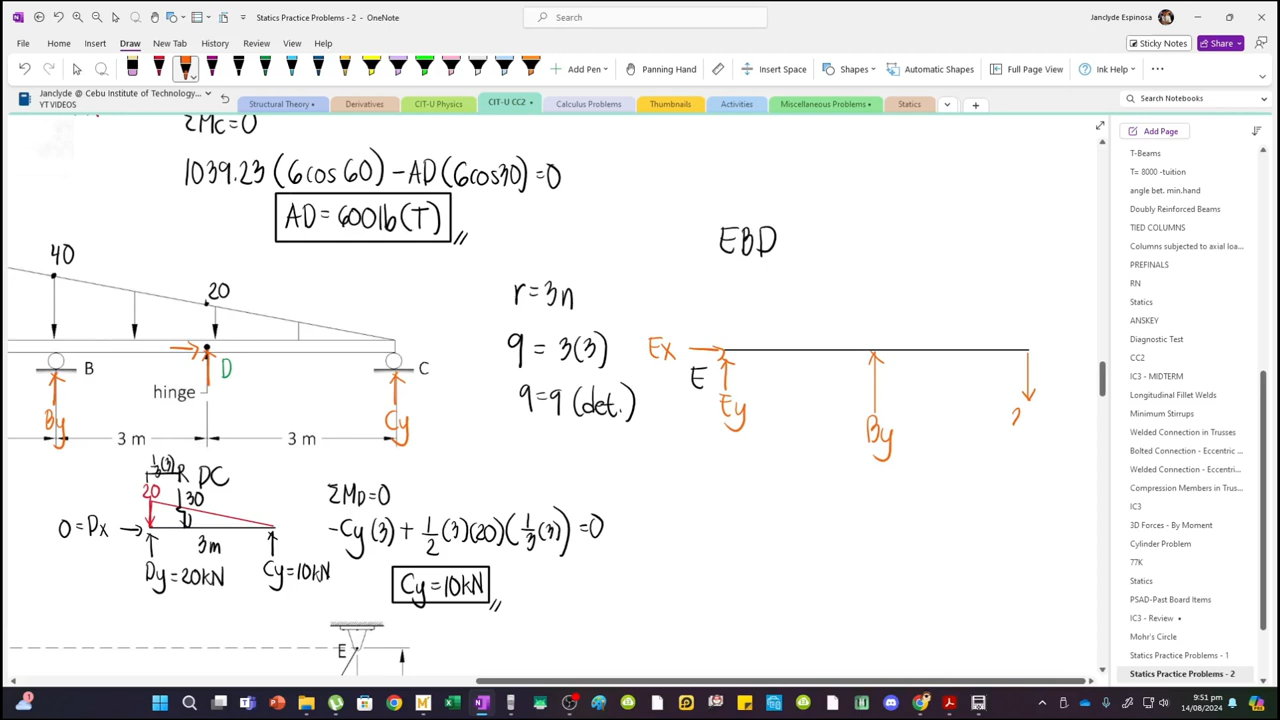 Statics Practice Problems - 2 - OneNote
Search
Janclyde Espinosa
File
Home
Insert
Draw
New Tab
History
Review
View
Help
Sticky Notes
Share
Add Pen
Panning Hand
Insert Space
Shapes
Automatic Shapes
Full Page View
Ink Help
Janclyde @ Cebu Institute of Technology...
YT VIDEOS
Structural Theory
Derivatives
CIT-U Physics
CIT-U CC2
Calculus Problems
Thumbnails
Activities
Miscellaneous Problems
Statics
Search Notebooks
Add Page
T-Beams
T= 8000 -tuition
angle bet. min.hand
Doubly Reinforced Beams
TIED COLUMNS
Columns subjected to axial loa...
PREFINALS
RN
Statics
ANSKEY
Diagnostic Test
CC2
IC3 - MIDTERM
Longitudinal Fillet Welds
Minimum Stirrups
Welded Connection in Trusses
Bolted Connection - Eccentric ...
Welded Connection - Eccentri...
Compression Members in Trus...
IC3
3D Forces - By Moment
Cylinder Problem
77K
Statics
PSAD-Past Board Items
IC3 - Review
Mohr's Circle
Statics Practice Problems - 1
Statics Practice Problems - 2
ΣMc=0
1039.23 (6cos 60) - AD (6cos30) =0
AD= 600lb(T)
40
20
B
D
C
hinge
By
Cy
3 m
3 m
r=3n
9 = 3(3)
9=9 (det.)
EBD
Ex
E
Ey
By
1/3(3)
R
DC
20
30
0=Dx
3m
Dy=20kN
Cy=10kN
ΣMD=0
-Cy(3) + 1/2 (3)(20)(1/3(3))=0
Cy=10kN
E
1
9:51 pm
14/08/2024